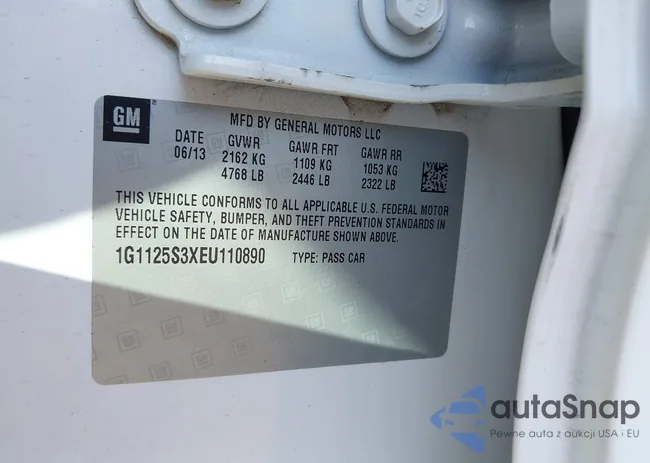 GM
®
MFD BY GENERAL MOTORS LLC
DATE GVWR GAWR FRT GAWR RR
06/13 2162 KG 1109 KG 1053 KG
4768 LB 2446 LB 2322 LB
THIS VEHICLE CONFORMS TO ALL APPLICABLE U.S. FEDERAL MOTOR
VEHICLE SAFETY, BUMPER, AND THEFT PREVENTION STANDARDS IN
EFFECT ON THE DATE OF MANUFACTURE SHOWN ABOVE.
1G1125S3XEU110890 TYPE: PASS CAR
autaSnap
Pewne auta z aukcji USA i EU